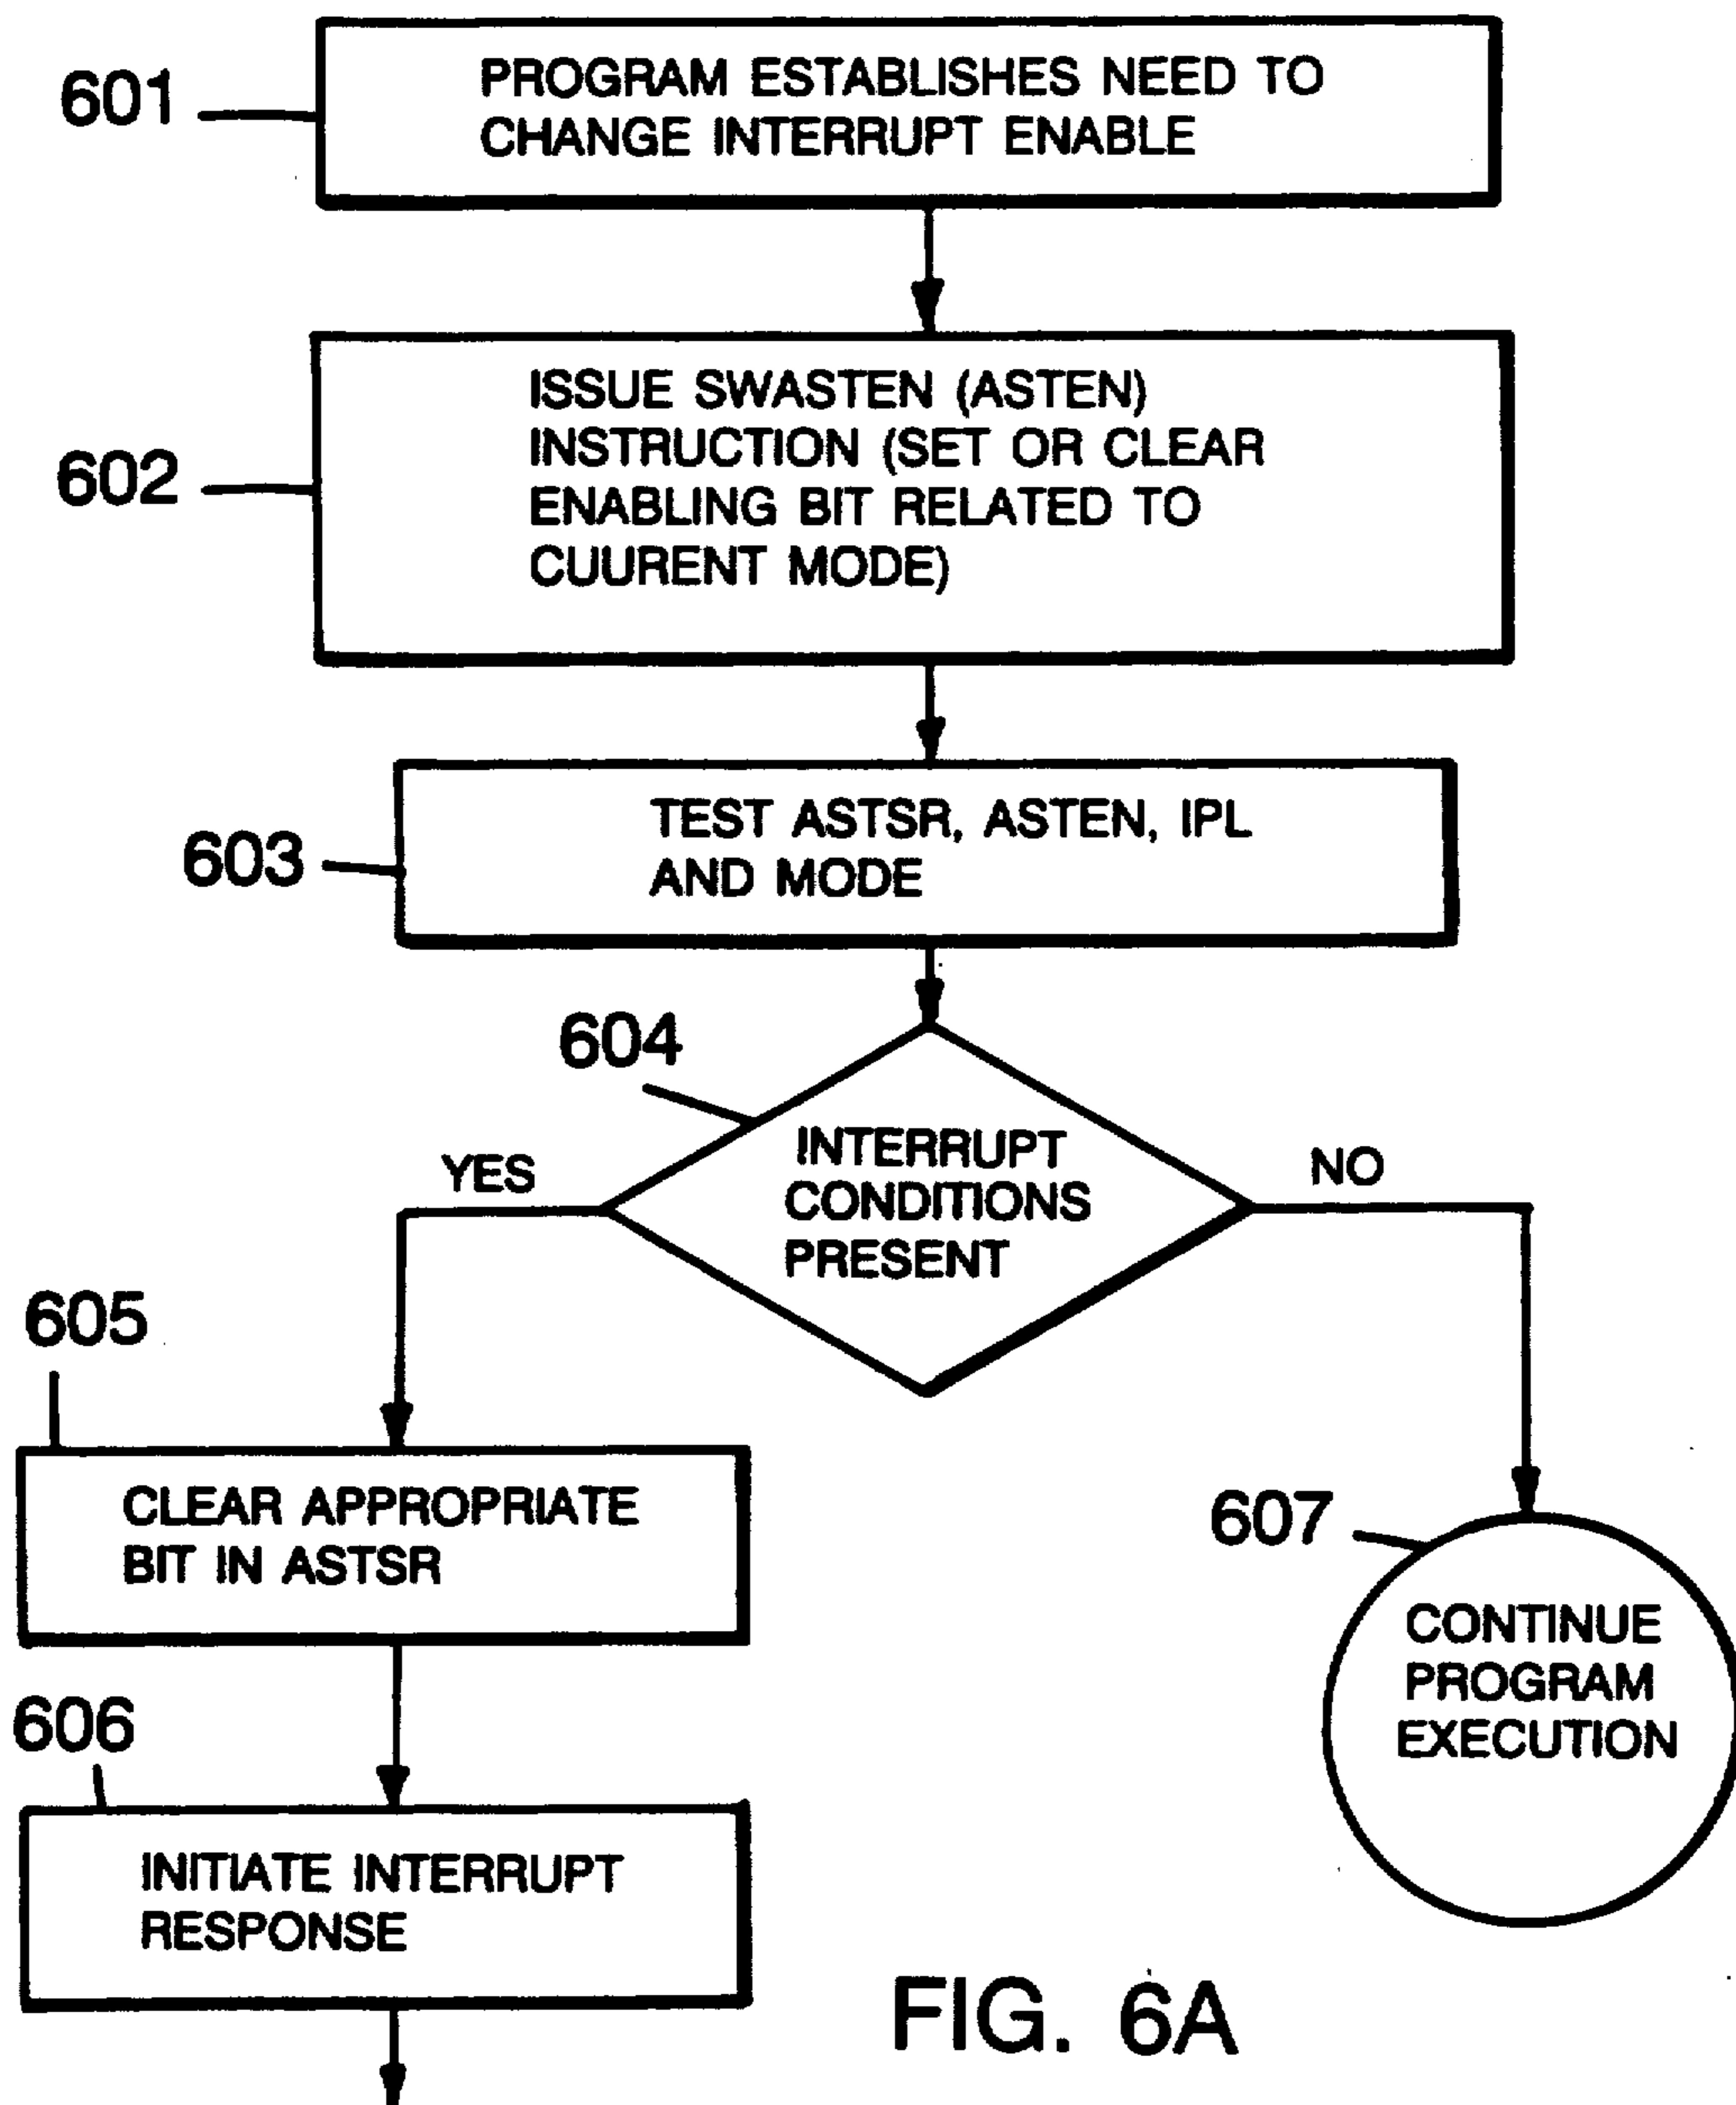 601
PROGRAM ESTABLISHES NEED TO
CHANGE INTERRUPT ENABLE
602
ISSUE SWASTEN (ASTEN)
INSTRUCTION (SET OR CLEAR
ENABLING BIT RELATED TO
CUURENT MODE)
603
TEST ASTSR, ASTEN, IPL
AND MODE
604
INTERRUPT
CONDITIONS
PRESENT
YES
NO
605
CLEAR APPROPRIATE
BIT IN ASTSR
606
INITIATE INTERRUPT
RESPONSE
607
CONTINUE
PROGRAM
EXECUTION
FIG. 6A